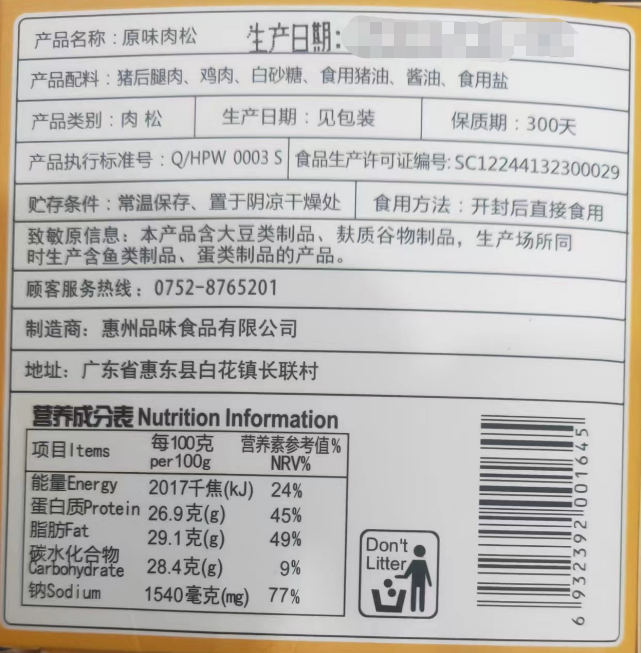 产品名称：原味肉松 生产日期：
产品配料：猪后腿肉、鸡肉、白砂糖、食用猪油、酱油、食用盐
产品类别：肉 松 生产日期：见包装 保质期：300天
产品执行标准号：Q/HPW 0003 S 食品生产许可证编号：SC12244132300029
贮存条件：常温保存、置于阴凉干燥处 食用方法：开封后直接食用
致敏原信息：本产品含大豆类制品、麸质谷物制品，生产场所同
时生产含鱼类制品、蛋类制品的产品。
顾客服务热线：0752-8765201
制造商：惠州品味食品有限公司
地址：广东省惠东县白花镇长联村
营养成分表 Nutrition Information
项目Items 每100克 per100g 营养素参考值% NRV%
能量Energy 2017千焦(kJ) 24%
蛋白质Protein 26.9克(g) 45%
脂肪Fat 29.1克(g) 49%
碳水化合物 Carbohydrate 28.4克(g) 9%
钠Sodium 1540毫克(mg) 77%
Don't
Litter
6 932392 001645